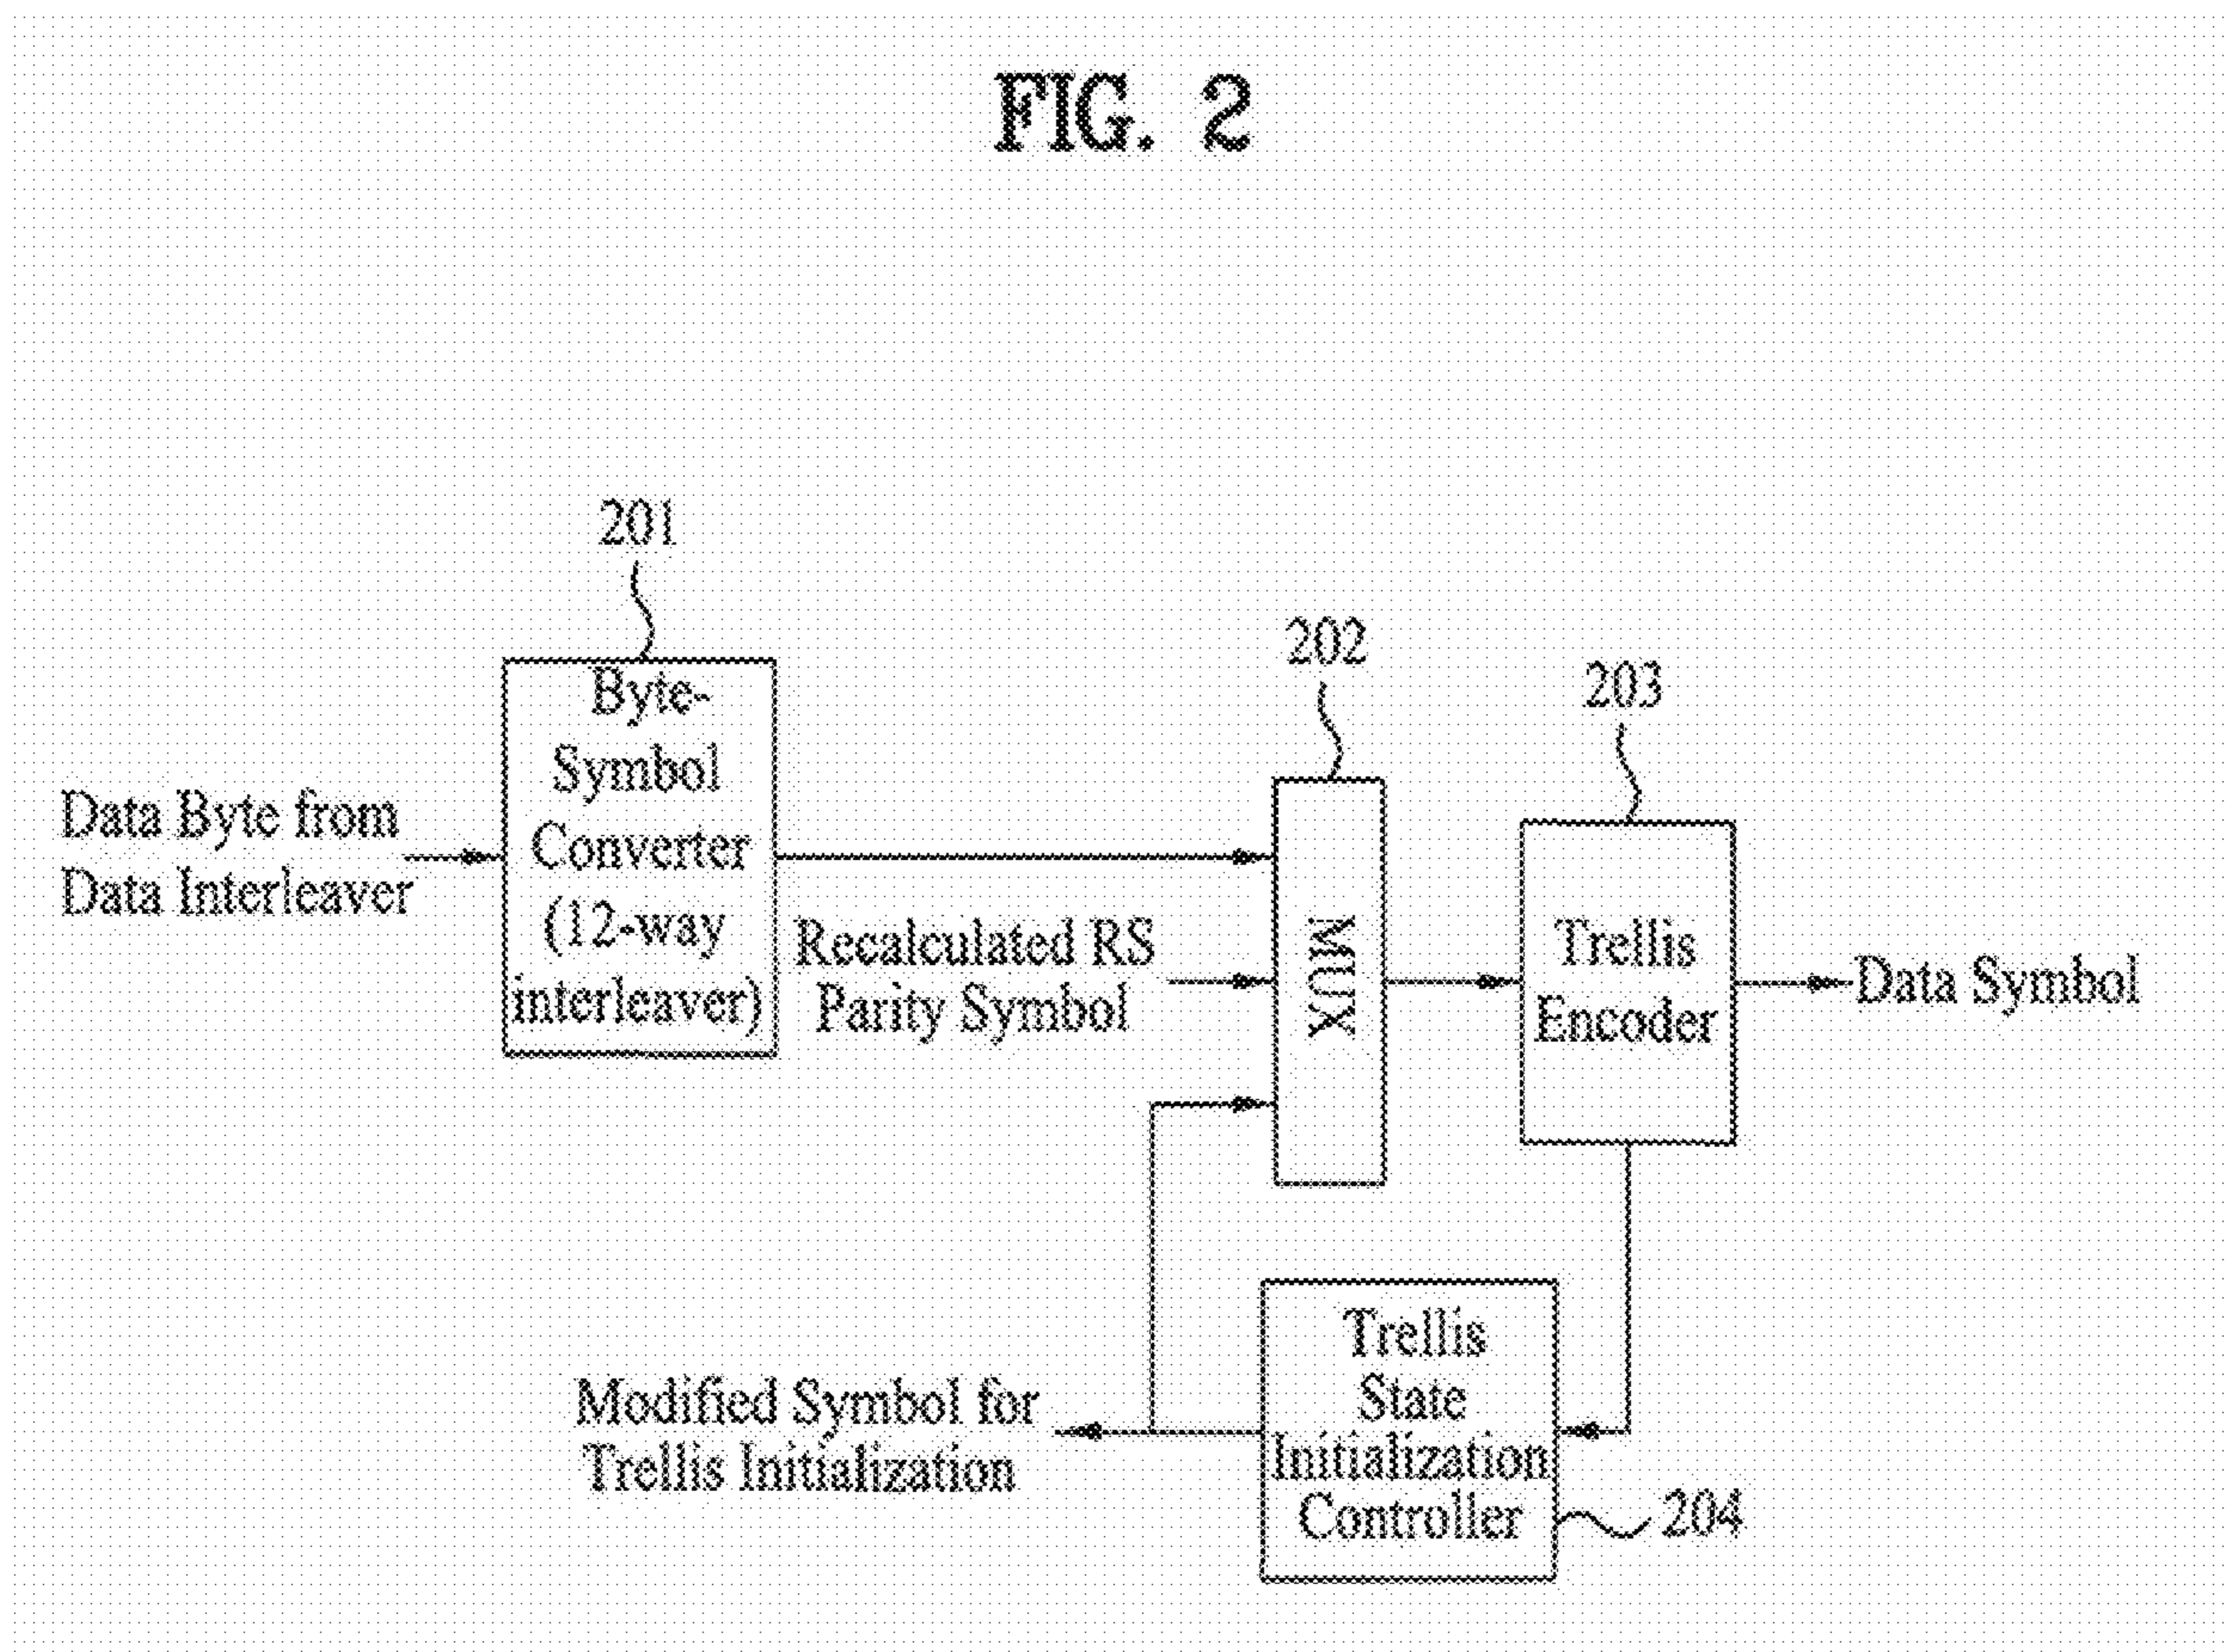 FIG. 2
201
Byte-
Symbol
Converter
(12-way
interleaver)
Data Byte from
Data Interleaver
202
MUX
203
Trellis
Encoder
Recalculated RS
Parity Symbol
Data Symbol
Trellis
State
Initialization
Controller
204
Modified Symbol for
Trellis Initialization